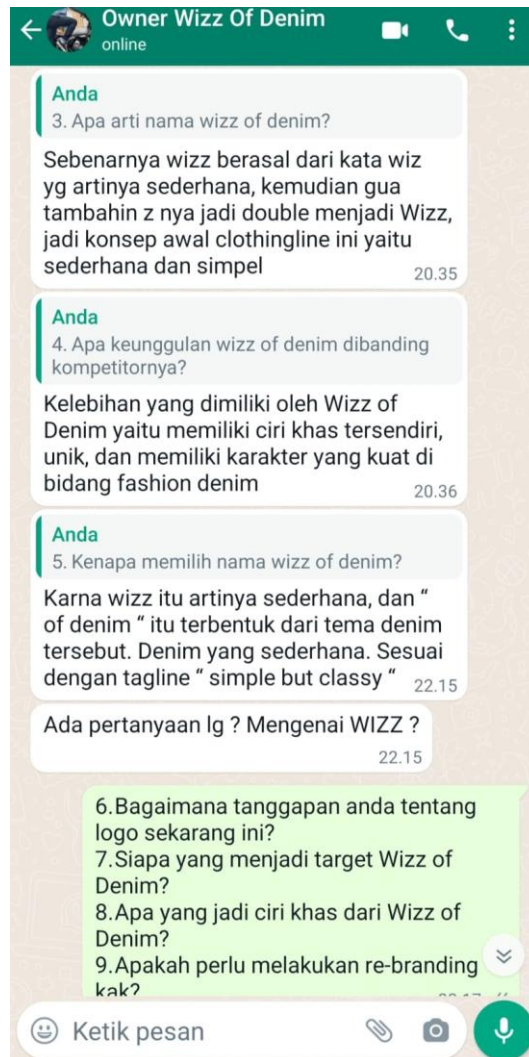 Owner Wizz Of Denim
online
Anda
3. Apa arti nama wizz of denim?
Sebenarnya wizz berasal dari kata wiz
yg artinya sederhana, kemudian gua
tambahin z nya jadi double menjadi Wizz,
jadi konsep awal clothingline ini yaitu
sederhana dan simpel
20.35
Anda
4. Apa keunggulan wizz of denim dibanding
kompetitornya?
Kelebihan yang dimiliki oleh Wizz of
Denim yaitu memiliki ciri khas tersendiri,
unik, dan memiliki karakter yang kuat di
bidang fashion denim
20.36
Anda
5. Kenapa memilih nama wizz of denim?
Karna wizz itu artinya sederhana, dan “
of denim “ itu terbentuk dari tema denim
tersebut. Denim yang sederhana. Sesuai
dengan tagline “ simple but classy “
22.15
Ada pertanyaan lg ? Mengenai WIZZ ?
22.15
6.Bagaimana tanggapan anda tentang
logo sekarang ini?
7.Siapa yang menjadi target Wizz of
Denim?
8.Apa yang jadi ciri khas dari Wizz of
Denim?
9.Apakah perlu melakukan re-branding
kak?
Ketik pesan